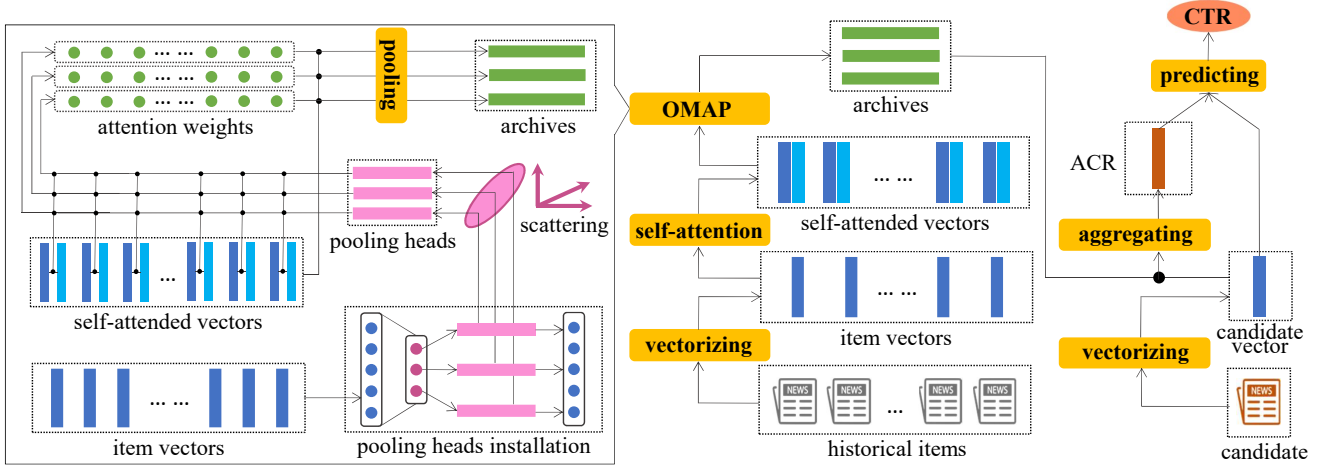 ... ...
... ...
... ...
attention weights
pooling
archives
pooling heads
scattering
...
self-attended vectors
... ...
item vectors
pooling heads installation
OMAP
archives
... ...
self-attended vectors
self-attention
... ...
item vectors
vectorizing
NEWS
NEWS
...
NEWS
NEWS
historical items
CTR
predicting
ACR
aggregating
candidate
vector
vectorizing
NEWS
candidate